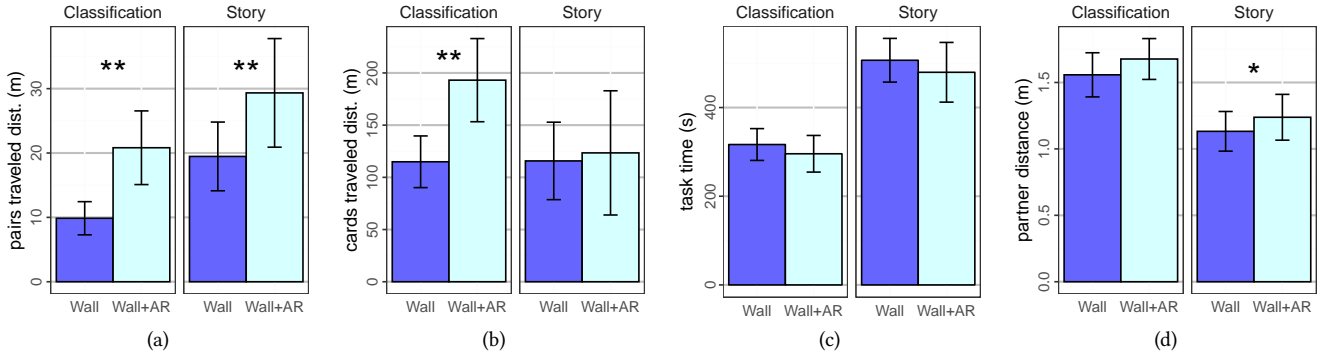 Classification Story
pairs traveled dist. (m)
0 10 20 30
** **
Wall Wall+AR Wall Wall+AR
(a)
Classification Story
cards traveled dist. (m)
0 50 100 150 200
**
Wall Wall+AR Wall Wall+AR
(b)
Classification Story
task time (s)
0 200 400
Wall Wall+AR Wall Wall+AR
(c)
Classification Story
partner distance (m)
0.0 0.5 1.0 1.5
*
Wall Wall+AR Wall Wall+AR
(d)